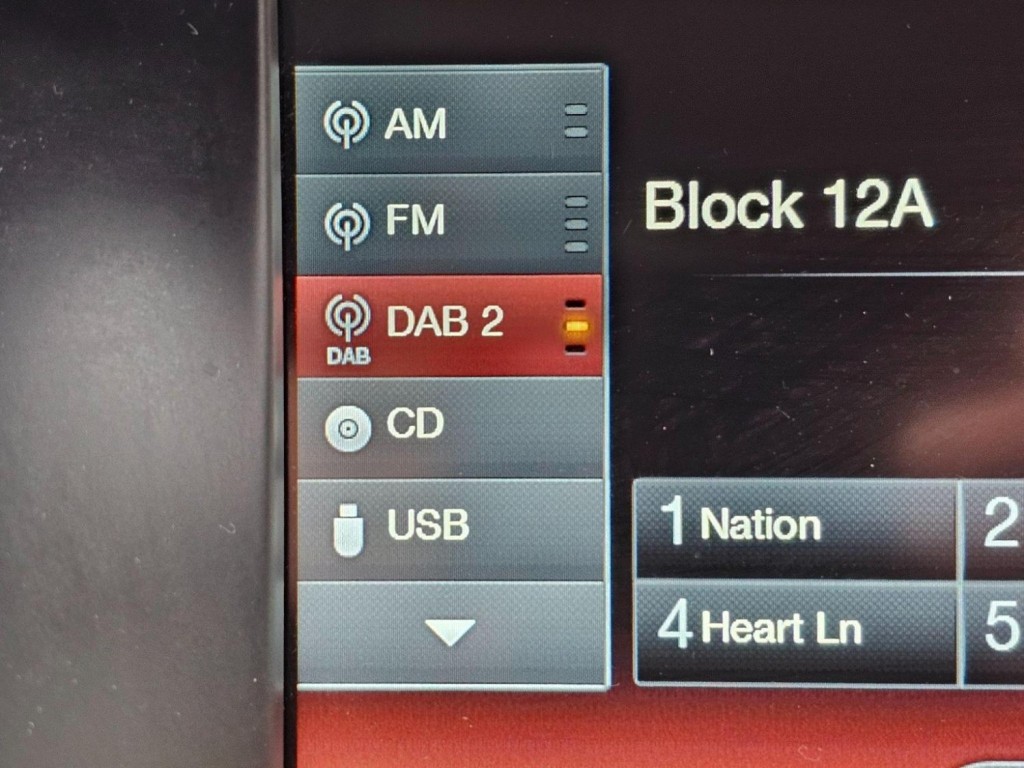 AM
FM
DAB 2
DAB
CD
USB
Block 12A
1 Nation
2
4 Heart Ln
5